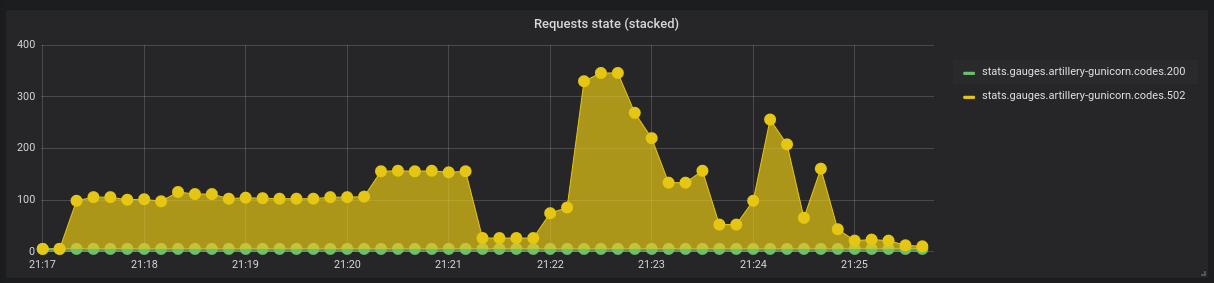 Requests state (stacked)
400
300
200
100
0
21:17 21:18 21:19 21:20 21:21 21:22 21:23 21:24 21:25
stats.gauges.artillery-gunicorn.codes.200
stats.gauges.artillery-gunicorn.codes.502